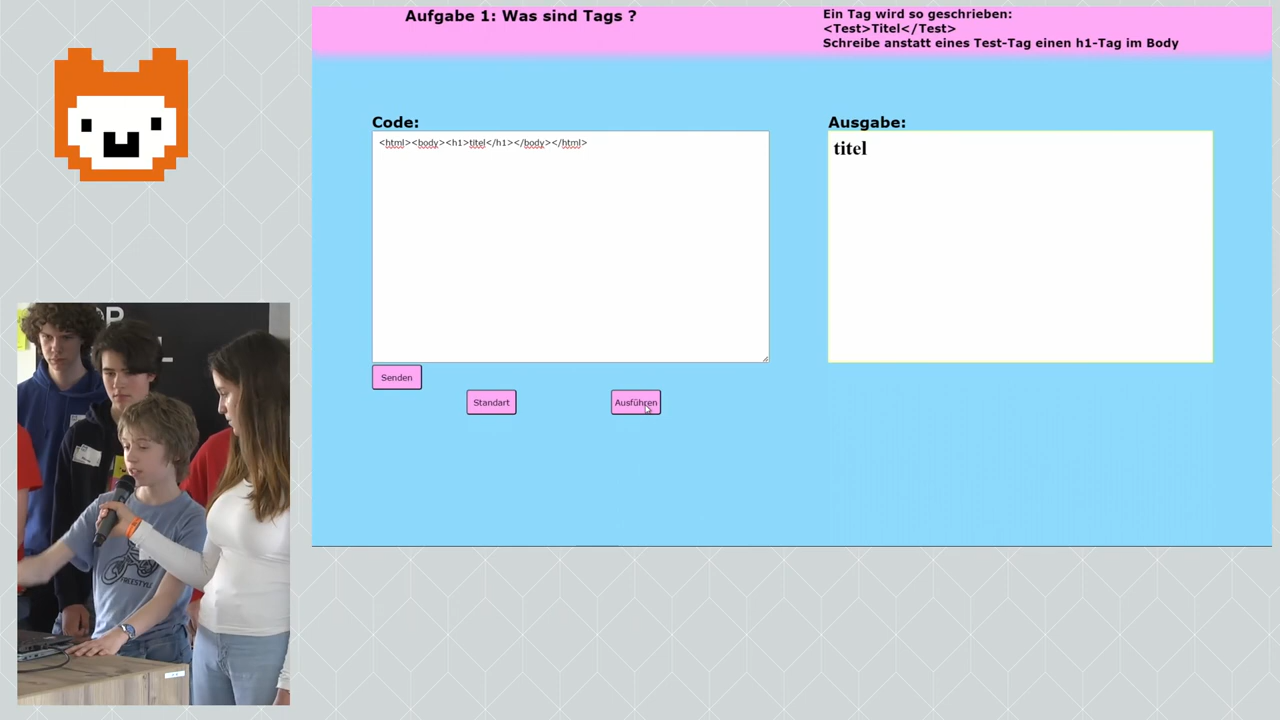 Aufgabe 1: Was sind Tags ?
Ein Tag wird so geschrieben:
<Test>Titel</Test>
Schreibe anstatt eines Test-Tag einen h1-Tag im Body
Code:
<html><body><h1>titel</h1></body></html>
Ausgabe:
titel
Senden
Standart
Ausführen
FREESTYLE